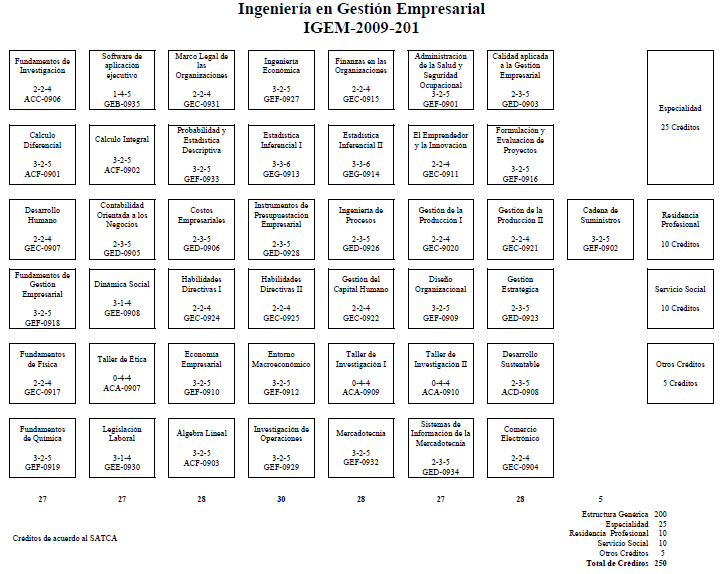 Ingeniería en Gestión Empresarial
IGEM-2009-201
Fundamentos de
Investigación
2-2-4
ACC-0906
Software de
aplicación
ejecutivo
1-4-5
GEB-0935
Marco Legal de
las
Organizaciones
2-2-4
GEC-0931
Ingeniería
Económica
3-2-5
GEF-0927
Finanzas en las
Organizaciones
2-2-4
GEC-0915
Administración
de la Salud y
Seguridad
Ocupacional
3-2-5
GEF-0901
Calidad aplicada
a la Gestión
Empresarial
2-3-5
GED-0903
Especialidad
25 Créditos
Cálculo
Diferencial
3-2-5
ACF-0901
Cálculo Integral
3-2-5
ACF-0902
Probabilidad y
Estadística
Descriptiva
3-2-5
GEF-0933
Estadística
Inferencial I
3-3-6
GEG-0913
Estadística
Inferencial II
3-3-6
GEG-0914
El Emprendedor
y la Innovación
2-2-4
GEC-0911
Formulación y
Evaluación de
Proyectos
3-2-5
GEF-0916
Desarrollo
Humano
2-2-4
GEC-0907
Contabilidad
Orientada a los
Negocios
2-3-5
GED-0905
Costos
Empresariales
2-3-5
GED-0906
Instrumentos de
Presupuestación
Empresarial
2-3-5
GED-0928
Ingeniería de
Procesos
2-3-5
GED-0926
Gestión de la
Producción I
2-2-4
GEC-9020
Gestión de la
Producción II
2-2-4
GEC-0921
Cadena de
Suministros
3-2-5
GEF-0902
Residencia
Profesional
10 Créditos
Fundamentos de
Gestión
Empresarial
3-2-5
GEF-0918
Dinámica Social
3-1-4
GEE-0908
Habilidades
Directivas I
2-2-4
GEC-0924
Habilidades
Directivas II
2-2-4
GEC-0925
Gestión del
Capital Humano
2-2-4
GEC-0922
Diseño
Organizacional
3-2-5
GEF-0909
Gestión
Estratégica
2-3-5
GED-0923
Servicio Social
10 Créditos
Fundamentos
de Física
2-2-4
GEC-0917
Taller de Ética
0-4-4
ACA-0907
Economía
Empresarial
3-2-5
GEF-0910
Entorno
Macroeconómico
3-2-5
GEF-0912
Taller de
Investigación I
0-4-4
ACA-0909
Taller de
Investigación II
0-4-4
ACA-0910
Desarrollo
Sustentable
2-3-5
ACD-0908
Otros Créditos
5 Créditos
Fundamentos
de Química
3-2-5
GEF-0919
Legislación
Laboral
3-1-4
GEE-0930
Algebra Lineal
3-2-5
ACF-0903
Investigación de
Operaciones
3-2-5
GEF-0929
Mercadotecnia
3-2-5
GEF-0932
Sistemas de
Información de la
Mercadotecnia
2-3-5
GED-0934
Comercio
Electrónico
2-2-4
GEC-0904
27 27 28 30 28 27 28 5
Estructura Genérica 200
Especialidad 25
Residencia Profesional 10
Créditos de acuerdo al SATCA
Servicio Social 10
Otros Créditos 5
Total de Créditos 250